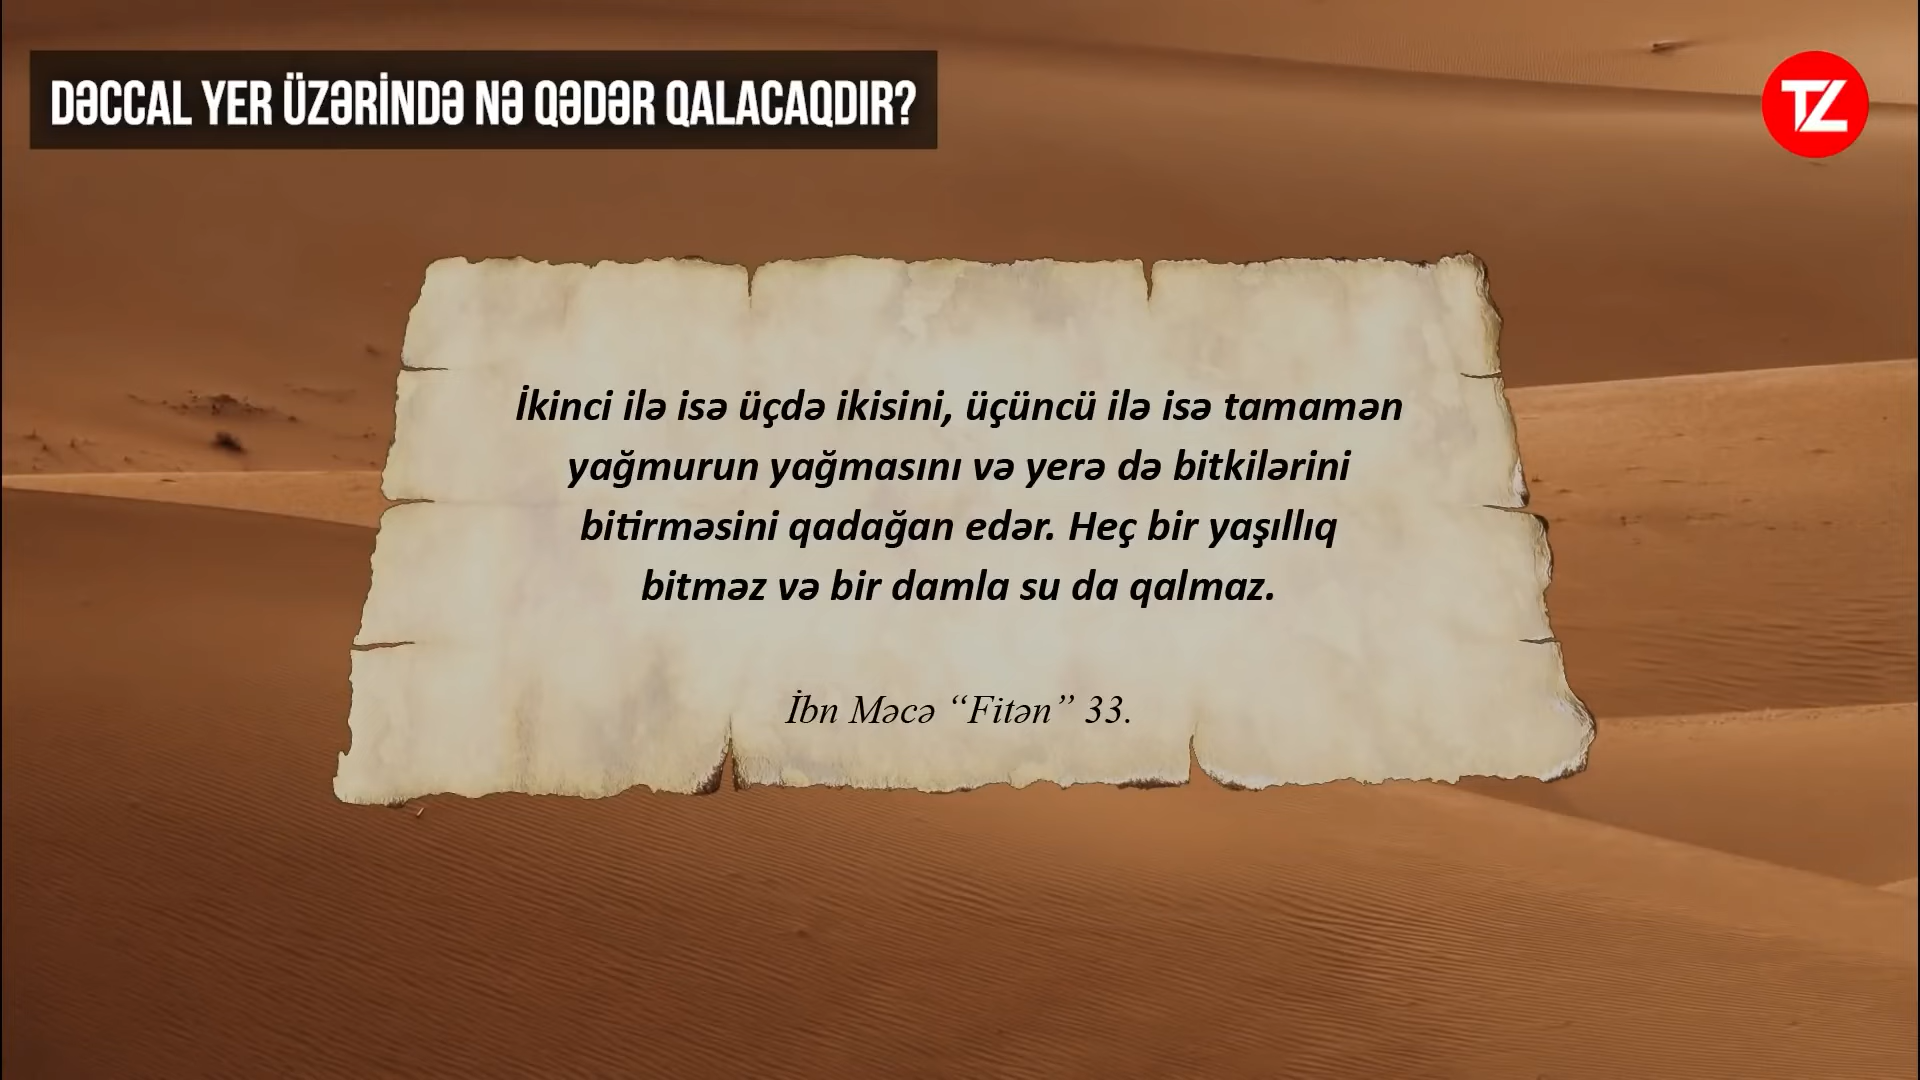 DƏCCAL YER ÜZƏRİNDƏ NƏ QƏDƏR QALACAQDIR?
TZ
İkinci ilə isə üçdə ikisini, üçüncü ilə isə tamamən
yağmurun yağmasını və yerə də bitkilərini
bitirməsini qadağan edər. Heç bir yaşıllıq
bitməz və bir damla su da qalmaz.
İbn Məcə “Fitən” 33.